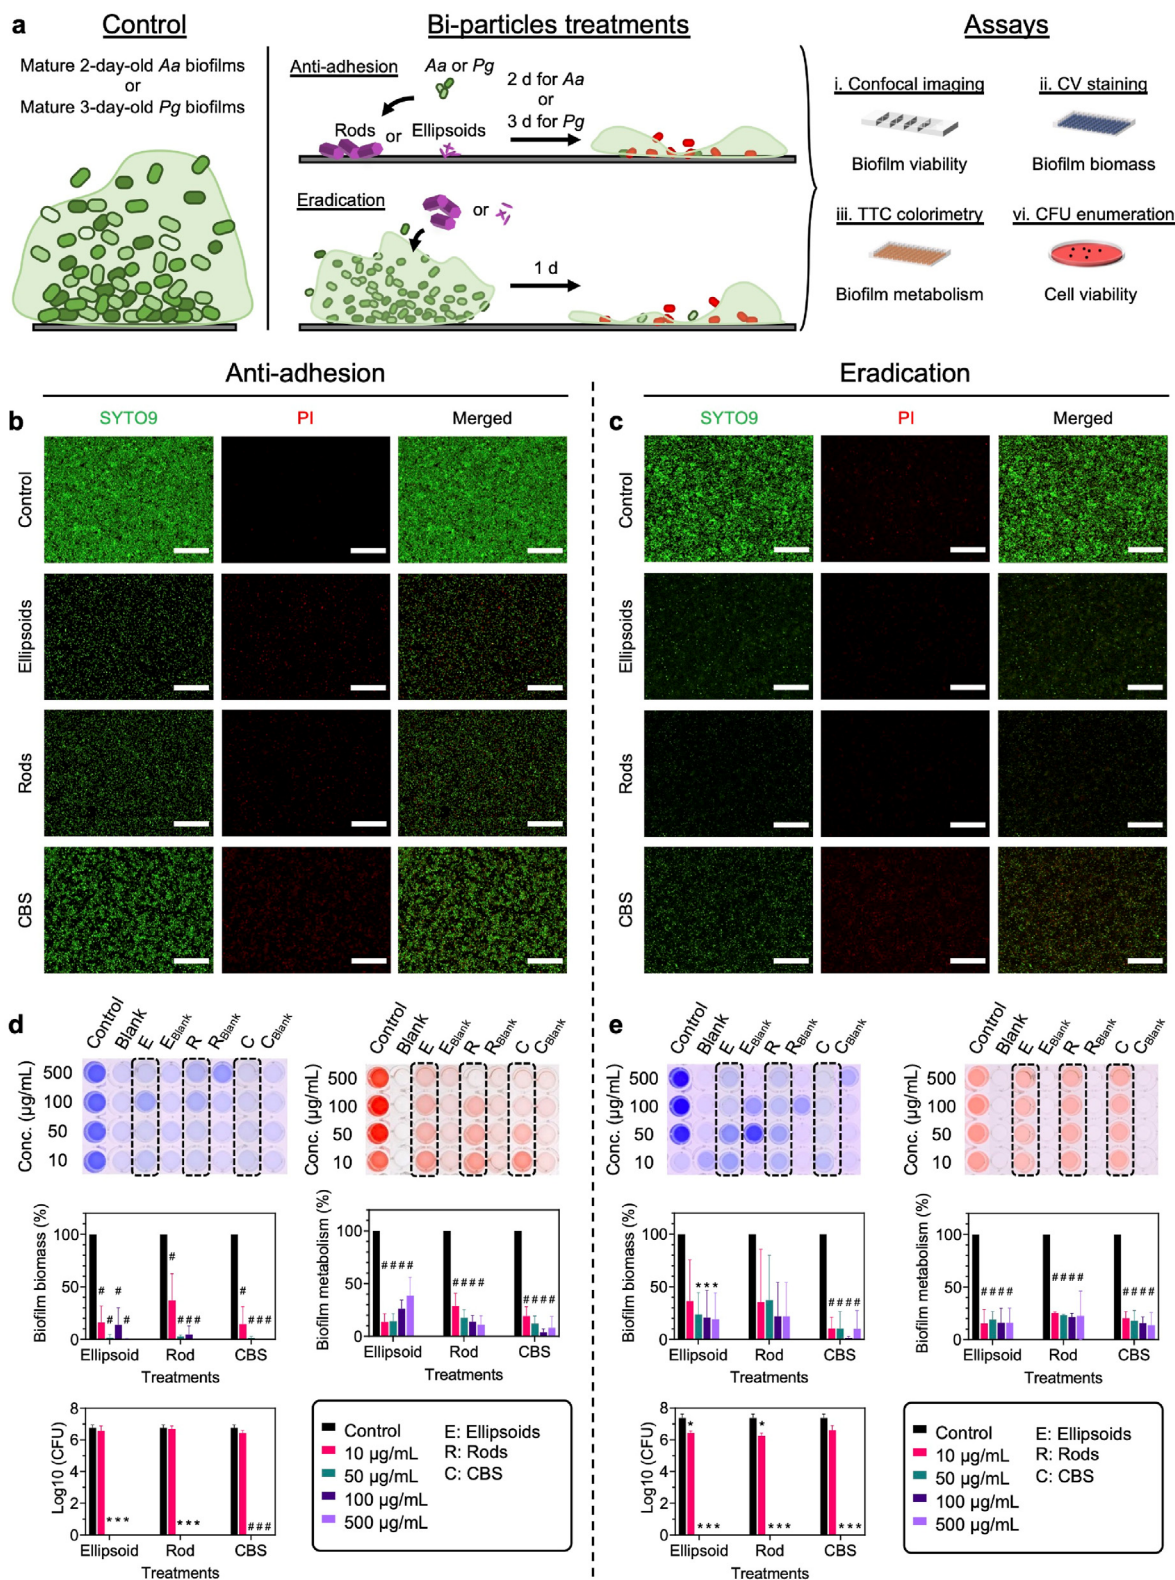 a
Control
Mature 2-day-old Aa biofilms
or
Mature 3-day-old Pg biofilms
Bi-particles treatments
Anti-adhesion
Aa or Pg
Rods or Ellipsoids
2 d for Aa
or
3 d for Pg
Eradication
or
1 d
Assays
i. Confocal imaging
Biofilm viability
ii. CV staining
Biofilm biomass
iii. TTC colorimetry
Biofilm metabolism
vi. CFU enumeration
Cell viability
Anti-adhesion
b
SYTO9 PI Merged
Control
Ellipsoids
Rods
CBS
Eradication
c
SYTO9 PI Merged
Control
Ellipsoids
Rods
CBS
d
Control Blank E EBlank R RBlank C CBlank
Conc. (µg/mL)
500
100
50
10
Control Blank E EBlank R RBlank C CBlank
Conc. (µg/mL)
500
100
50
10
Biofilm biomass (%)
100
50
0
# # # #
# # # #
# # # #
Ellipsoid Rod CBS
Treatments
Biofilm metabolism (%)
100
50
0
#### #### ####
Ellipsoid Rod CBS
Treatments
Log10 (CFU)
8
6
4
2
0
*** *** ###
Ellipsoid Rod CBS
Treatments
Control
10 µg/mL
50 µg/mL
100 µg/mL
500 µg/mL
E: Ellipsoids
R: Rods
C: CBS
e
Control Blank E EBlank R RBlank C CBlank
Conc. (µg/mL)
500
100
50
10
Control Blank E EBlank R RBlank C CBlank
Conc. (µg/mL)
500
100
50
10
Biofilm biomass (%)
100
50
0
*** ####
Ellipsoid Rod CBS
Treatments
Biofilm metabolism (%)
100
50
0
#### #### ####
Ellipsoid Rod CBS
Treatments
Log10 (CFU)
8
6
4
2
0
* *
*** *** ***
Ellipsoid Rod CBS
Treatments
Control
10 µg/mL
50 µg/mL
100 µg/mL
500 µg/mL
E: Ellipsoids
R: Rods
C: CBS